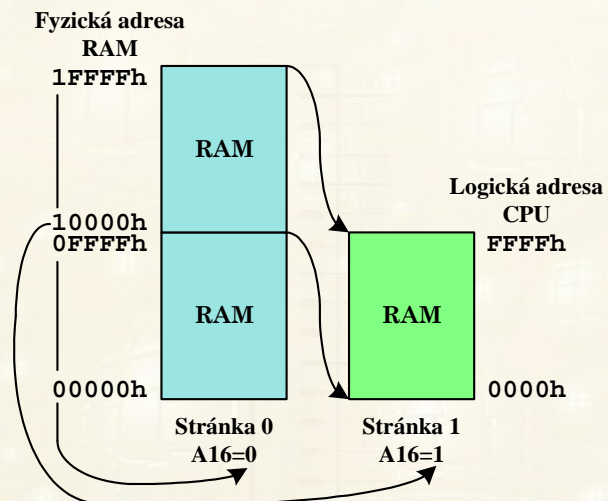 Fyzická adresa
RAM
1FFFFh
RAM
Logická adresa
CPU
10000h
0FFFFh
FFFFh
RAM
RAM
00000h
0000h
Stránka 0
A16=0
Stránka 1
A16=1